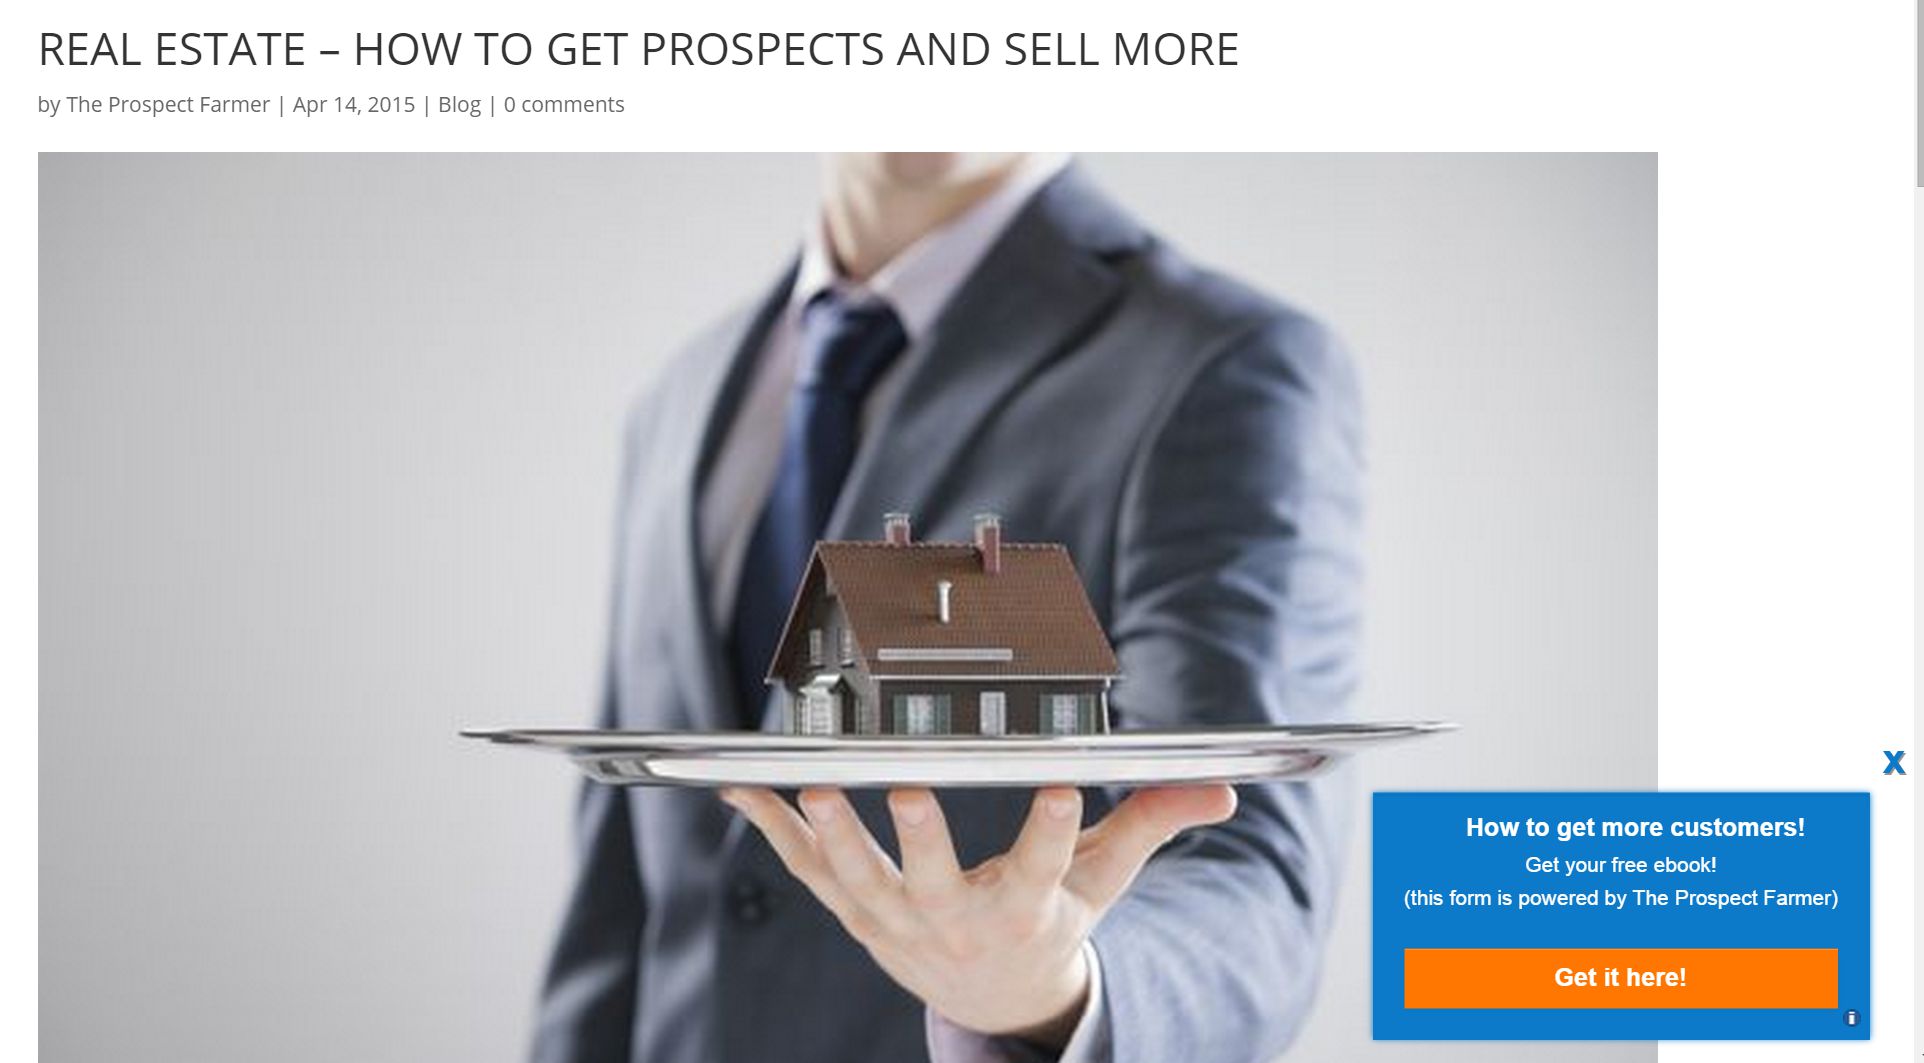 REAL ESTATE – HOW TO GET PROSPECTS AND SELL MORE
by The Prospect Farmer | Apr 14, 2015 | Blog | 0 comments
X
How to get more customers!
Get your free ebook!
(this form is powered by The Prospect Farmer)
Get it here!
i